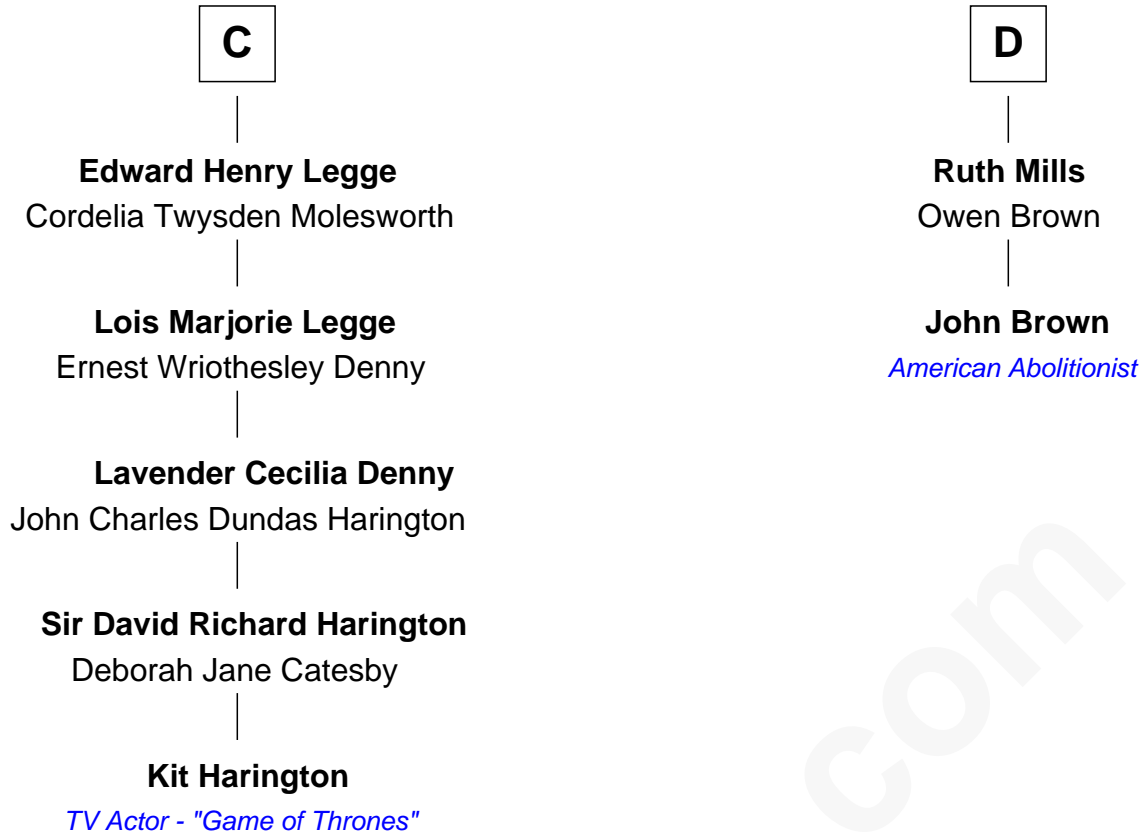 C
Edward Henry Legge
Cordelia Twysden Molesworth
Lois Marjorie Legge
Ernest Wriothesley Denny
Lavender Cecilia Denny
John Charles Dundas Harington
Sir David Richard Harington
Deborah Jane Catesby
Kit Harington
TV Actor - "Game of Thrones"
D
Ruth Mills
Owen Brown
John Brown
American Abolitionist
com